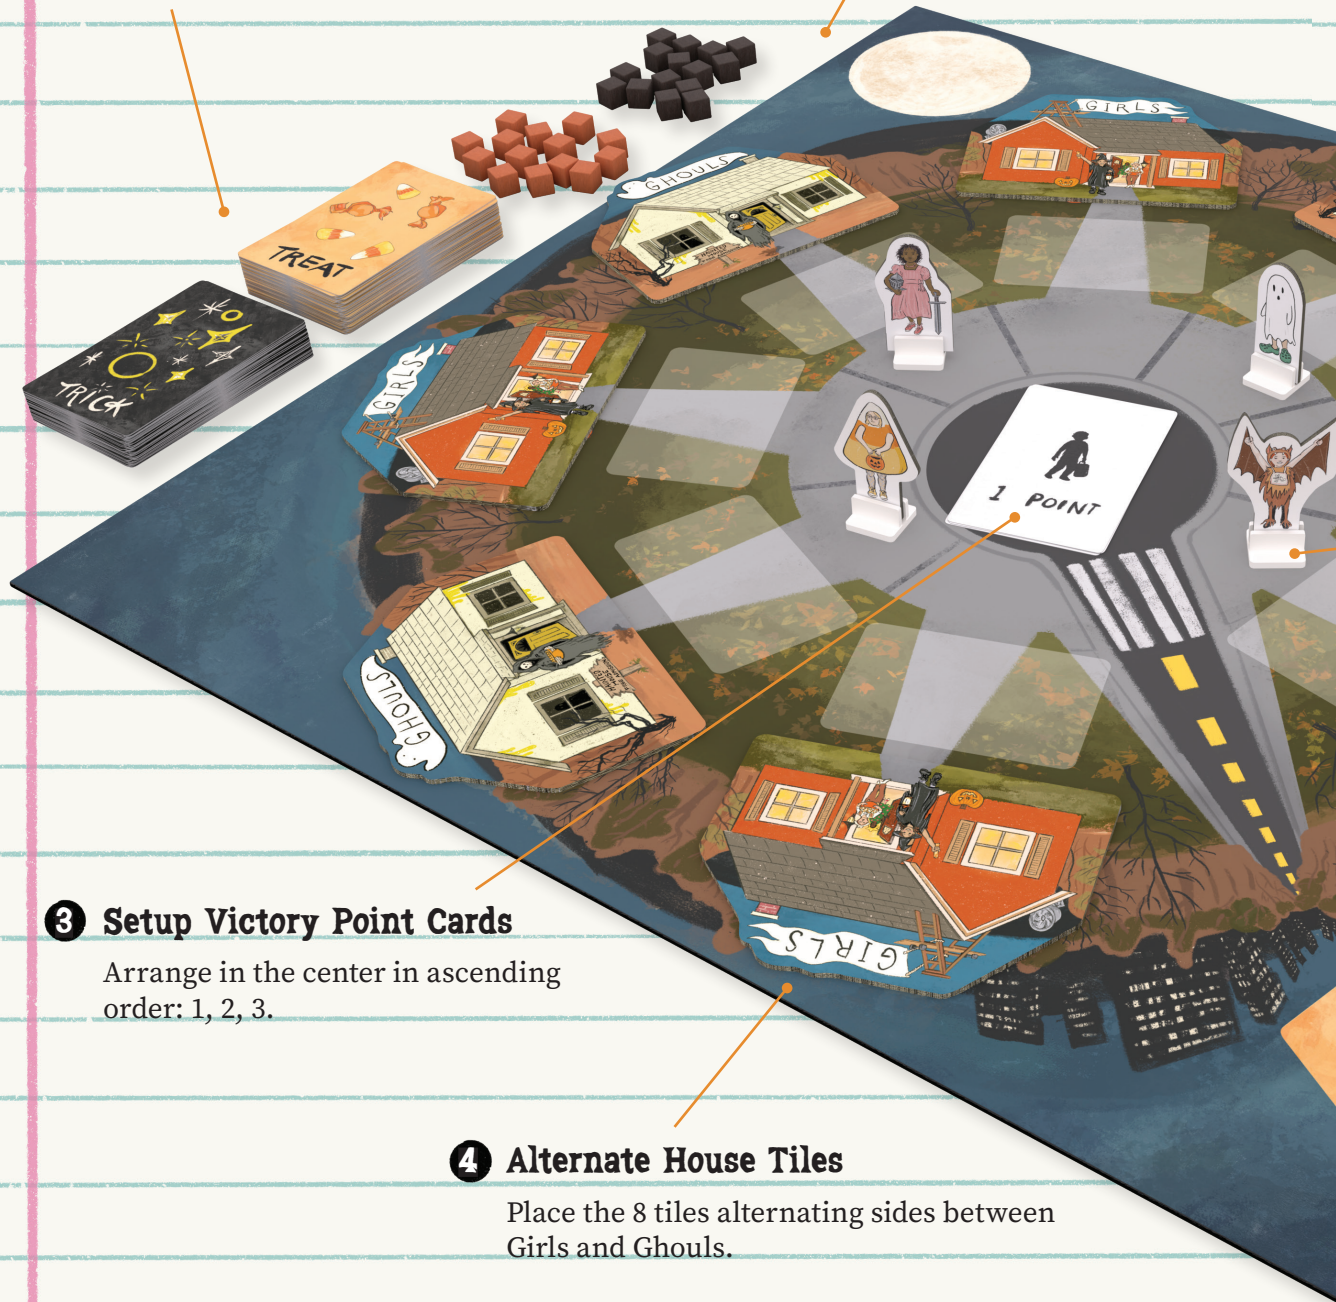 GIRLS
GHOULS
TREAT
TRICK
GIRLS
1 POINT
GHOULS
GIRLS
3 Setup Victory Point Cards
Arrange in the center in ascending
order: 1, 2, 3.
4 Alternate House Tiles
Place the 8 tiles alternating sides between
Girls and Ghouls.